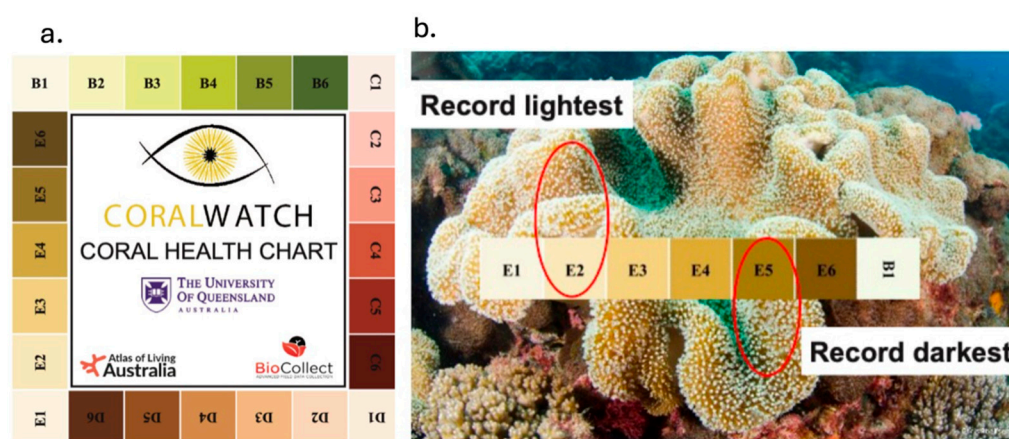 a.
B1 B2 B3 B4 B5 B6 C1
E6 C2
E5 C3
E4 C4
E3 C5
E2 C6
E1 D6 D5 D4 D3 D2 D1
CORALWATCH
CORAL HEALTH CHART
THE UNIVERSITY
OF QUEENSLAND
AUSTRALIA
Atlas of Living
Australia
BioCollect
b.
Record lightest
E1 E2 E3 E4 E5 E6 B1
Record darkest